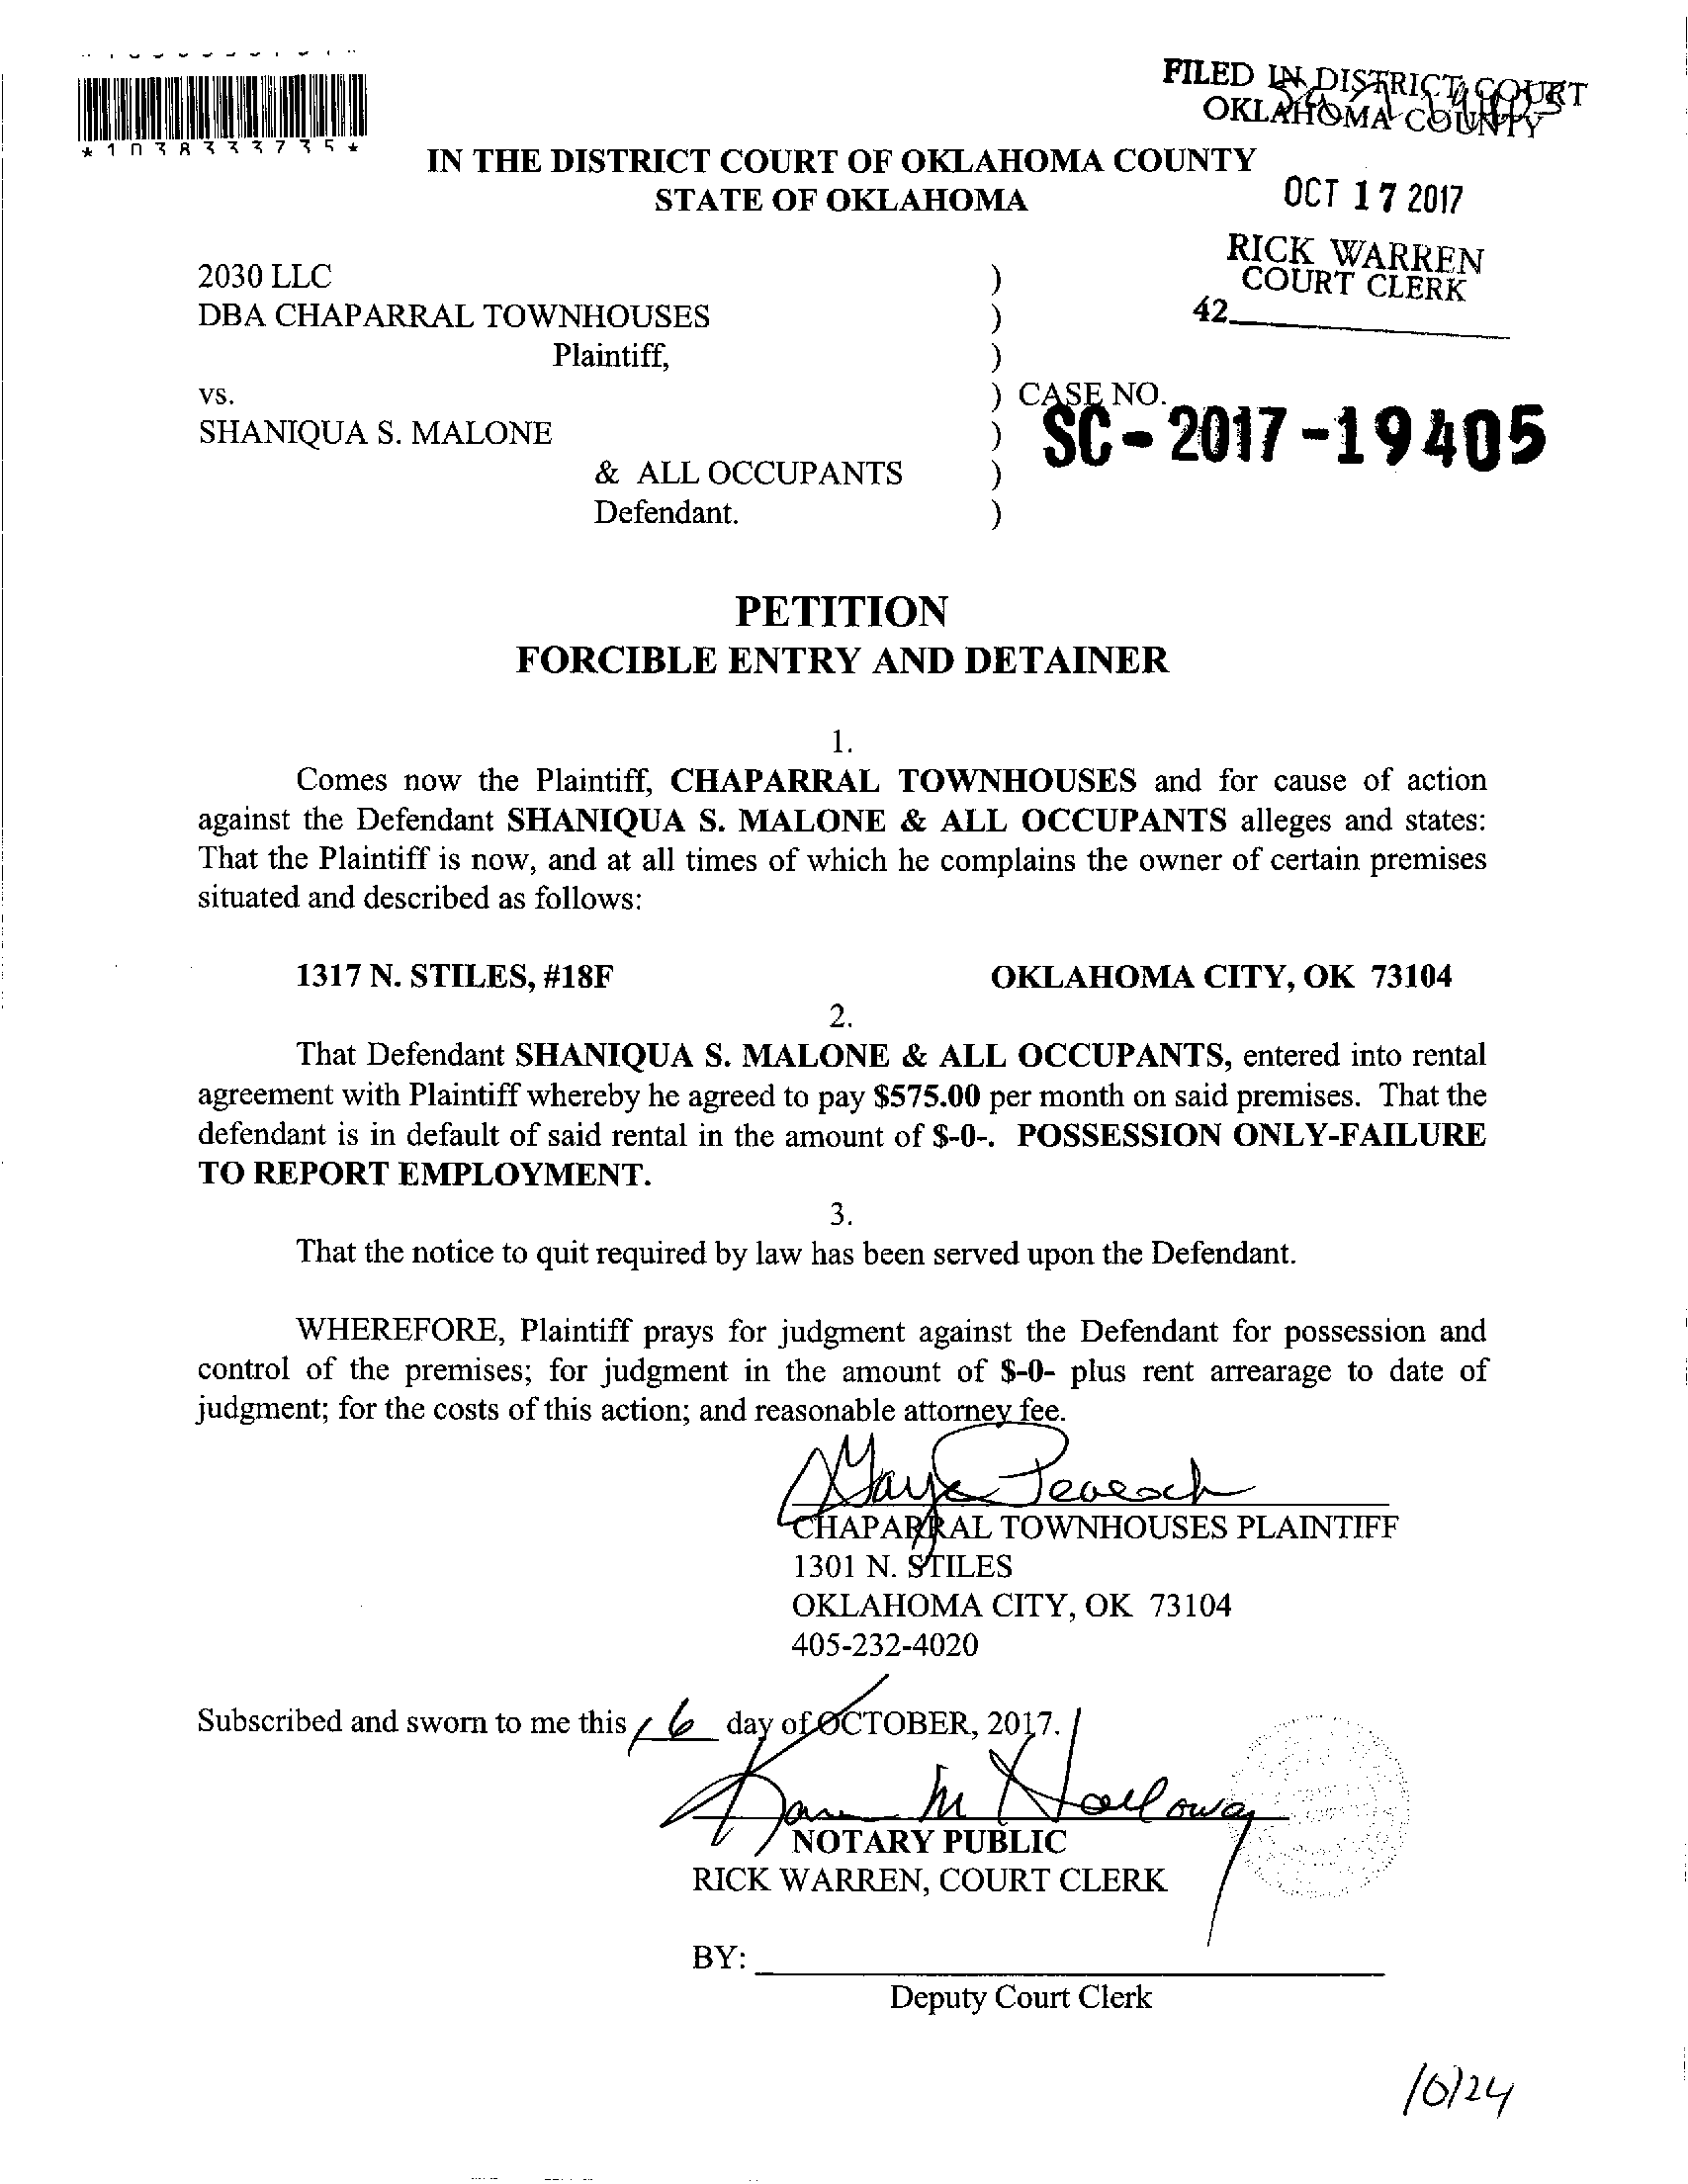 *1038333735*
FILED IN DISTRICT COURT
OKLAHOMA COUNTY
IN THE DISTRICT COURT OF OKLAHOMA COUNTY
STATE OF OKLAHOMA
OCT 17 2017
RICK WARREN
COURT CLERK
42
2030 LLC )
DBA CHAPARRAL TOWNHOUSES )
Plaintiff, )
vs. ) CASE NO.
SC-2017-19405
SHANIQUA S. MALONE )
& ALL OCCUPANTS )
Defendant. )
PETITION
FORCIBLE ENTRY AND DETAINER
1.
Comes now the Plaintiff, CHAPARRAL TOWNHOUSES and for cause of action
against the Defendant SHANIQUA S. MALONE & ALL OCCUPANTS alleges and states:
That the Plaintiff is now, and at all times of which he complains the owner of certain premises
situated and described as follows:
1317 N. STILES, #18F OKLAHOMA CITY, OK 73104
2.
That Defendant SHANIQUA S. MALONE & ALL OCCUPANTS, entered into rental
agreement with Plaintiff whereby he agreed to pay $575.00 per month on said premises. That the
defendant is in default of said rental in the amount of $-0-. POSSESSION ONLY-FAILURE
TO REPORT EMPLOYMENT.
3.
That the notice to quit required by law has been served upon the Defendant.
WHEREFORE, Plaintiff prays for judgment against the Defendant for possession and
control of the premises; for judgment in the amount of $-0- plus rent arrearage to date of
judgment; for the costs of this action; and reasonable attorney fee.
CHAPARRAL TOWNHOUSES PLAINTIFF
1301 N. STILES
OKLAHOMA CITY, OK 73104
405-232-4020
Subscribed and sworn to me this 16 day of OCTOBER, 2017.
Karen M Holloway
NOTARY PUBLIC
RICK WARREN, COURT CLERK
BY:
Deputy Court Clerk
10/24